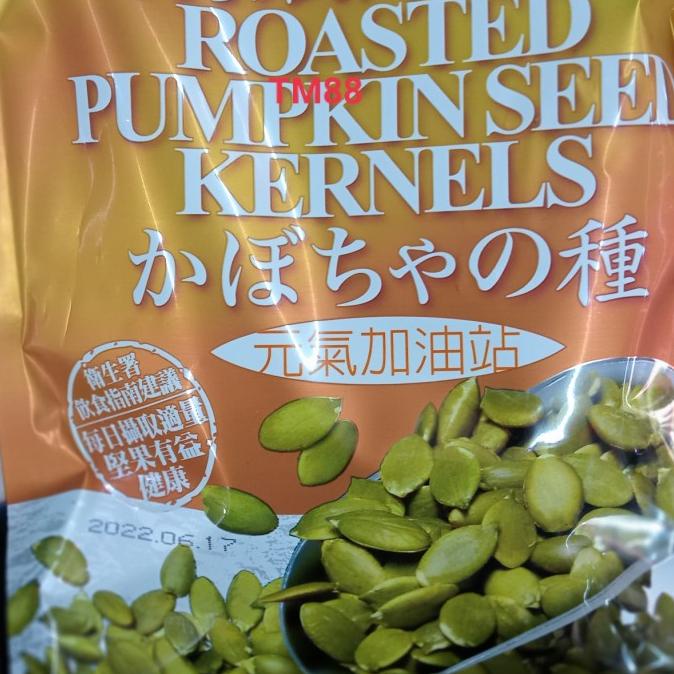 ROASTED
TM88
PUMPKIN SEED
KERNELS
かぼちゃの種
元氣加油站
衛生署
飲食指南建議
每日攝取適量
堅果有益
健康
2022.06.17